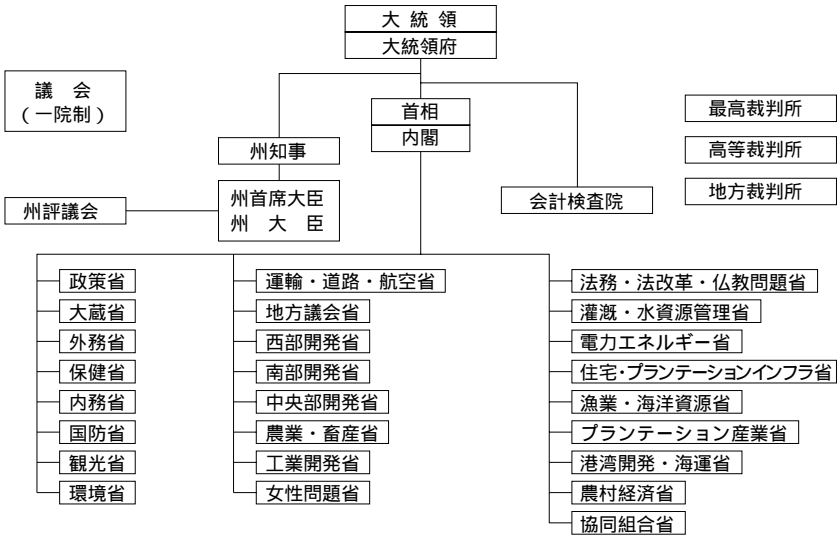 大 統 領
大統領府
議　会
（一院制）
首相
内閣
最高裁判所
高等裁判所
地方裁判所
州知事
州首席大臣
州　大　臣
州評議会
会計検査院
政策省
大蔵省
外務省
保健省
内務省
国防省
観光省
環境省
運輸・道路・航空省
地方議会省
西部開発省
南部開発省
中央部開発省
農業・畜産省
工業開発省
女性問題省
法務・法改革・仏教問題省
灌漑・水資源管理省
電力エネルギー省
住宅・プランテーションインフラ省
漁業・海洋資源省
プランテーション産業省
港湾開発・海運省
農村経済省
協同組合省